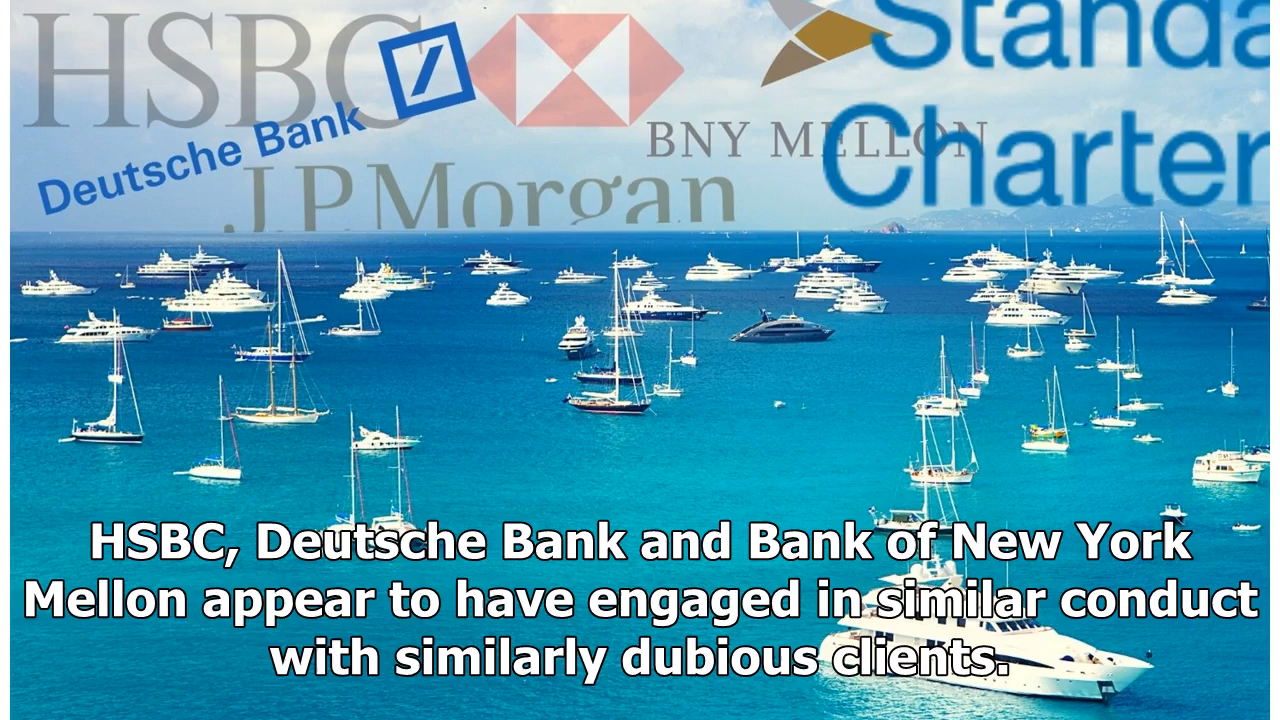 HSBC
Deutsche Bank
JPMorgan
BNY MELLON
Standa
Charter
HSBC, Deutsche Bank and Bank of New York
Mellon appear to have engaged in similar conduct
with similarly dubious clients.